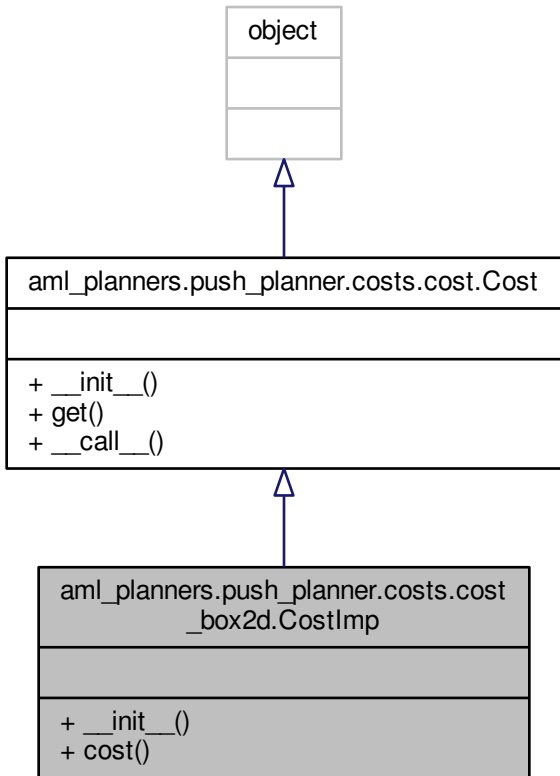 object
aml_planners.push_planner.costs.cost.Cost
+ __init__()
+ get()
+ __call__()
aml_planners.push_planner.costs.cost
_box2d.CostImp
+ __init__()
+ cost()